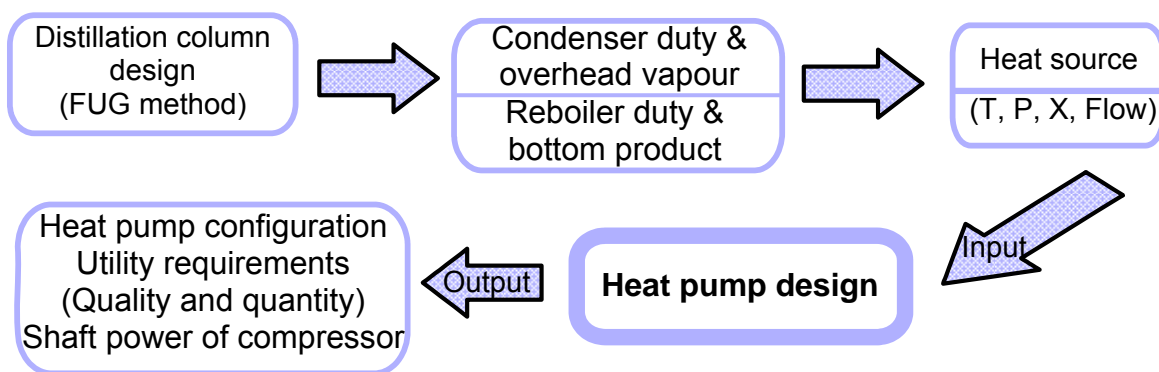 Distillation column
design
(FUG method)
Condenser duty &
overhead vapour
Reboiler duty &
bottom product
Heat source
(T, P, X, Flow)
Input
Heat pump design
Output
Heat pump configuration
Utility requirements
(Quality and quantity)
Shaft power of compressor